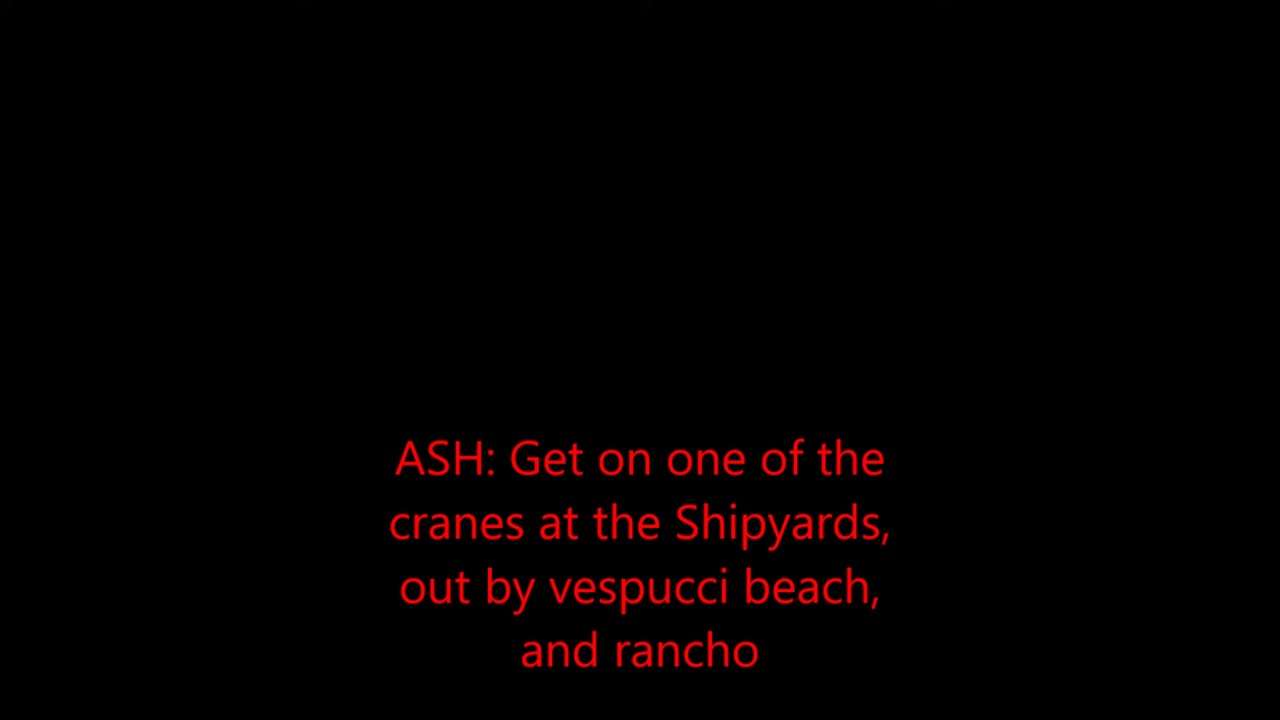 ASH: Get on one of the
cranes at the Shipyards,
out by vespucci beach,
and rancho